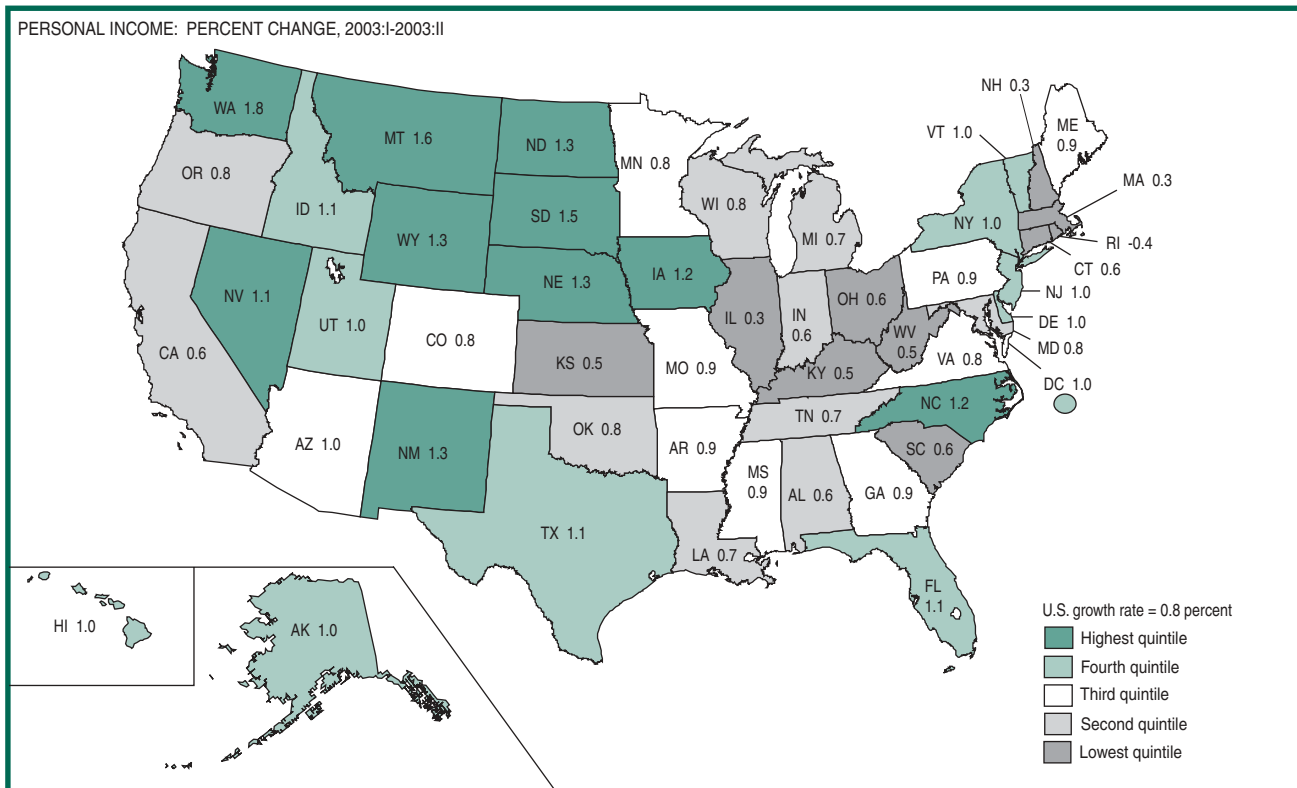 PERSONAL INCOME: PERCENT CHANGE, 2003:I-2003:II
WA 1.8
MT 1.6
ND 1.3
MN 0.8
NH 0.3
VT 1.0
ME
0.9
OR 0.8
ID 1.1
SD 1.5
WI 0.8
MI 0.7
NY 1.0
MA 0.3
RI -0.4
CT 0.6
WY 1.3
NE 1.3
IA 1.2
PA 0.9
NJ 1.0
NV 1.1
UT 1.0
CO 0.8
KS 0.5
MO 0.9
IL 0.3
IN
0.6
OH 0.6
WV
0.5
VA 0.8
DE 1.0
MD 0.8
DC 1.0
CA 0.6
KY 0.5
NC 1.2
AZ 1.0
NM 1.3
OK 0.8
AR 0.9
TN 0.7
SC 0.6
TX 1.1
LA 0.7
MS
0.9
AL 0.6
GA 0.9
FL
1.1
HI 1.0
AK 1.0
U.S. growth rate = 0.8 percent
Highest quintile
Fourth quintile
Third quintile
Second quintile
Lowest quintile